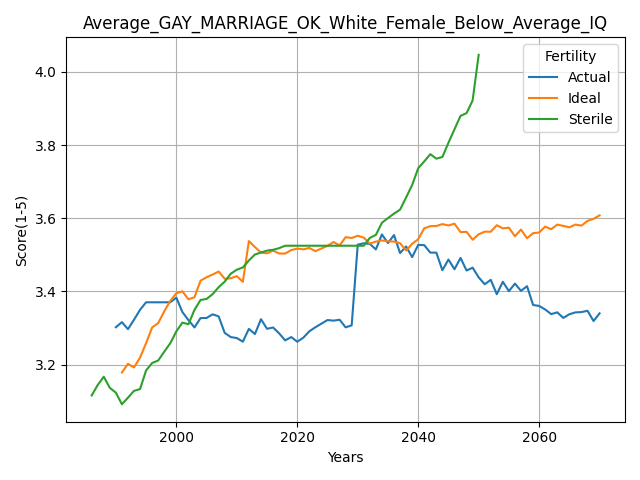 Average_GAY_MARRIAGE_OK_White_Female_Below_Average_IQ
Fertility
Actual
Ideal
Sterile
Score(1-5)
4.0
3.8
3.6
3.4
3.2
2000
2020
2040
2060
Years